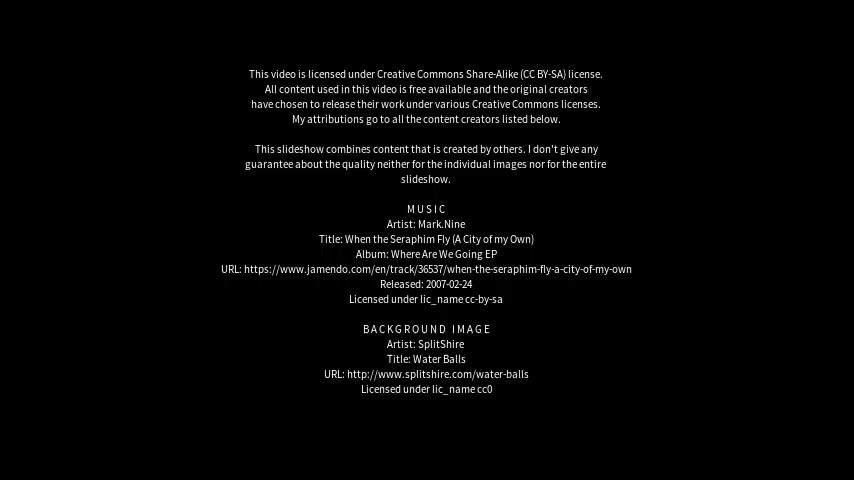 This video is licensed under Creative Commons Share-Alike (CC BY-SA) license.
All content used in this video is free available and the original creators
have chosen to release their work under various Creative Commons licenses.
My attributions go to all the content creators listed below.
This slideshow combines content that is created by others. I don't give any
guarantee about the quality neither for the individual images nor for the entire
slideshow.
MUSIC
Artist: Mark.Nine
Title: When the Seraphim Fly (A City of my Own)
Album: Where Are We Going EP
URL: https://www.jamendo.com/en/track/36537/when-the-seraphim-fly-a-city-of-my-own
Released: 2007-02-24
Licensed under lic_name cc-by-sa
BACKGROUND IMAGE
Artist: SplitShire
Title: Water Balls
URL: http://www.splitshire.com/water-balls
Licensed under lic_name cc0